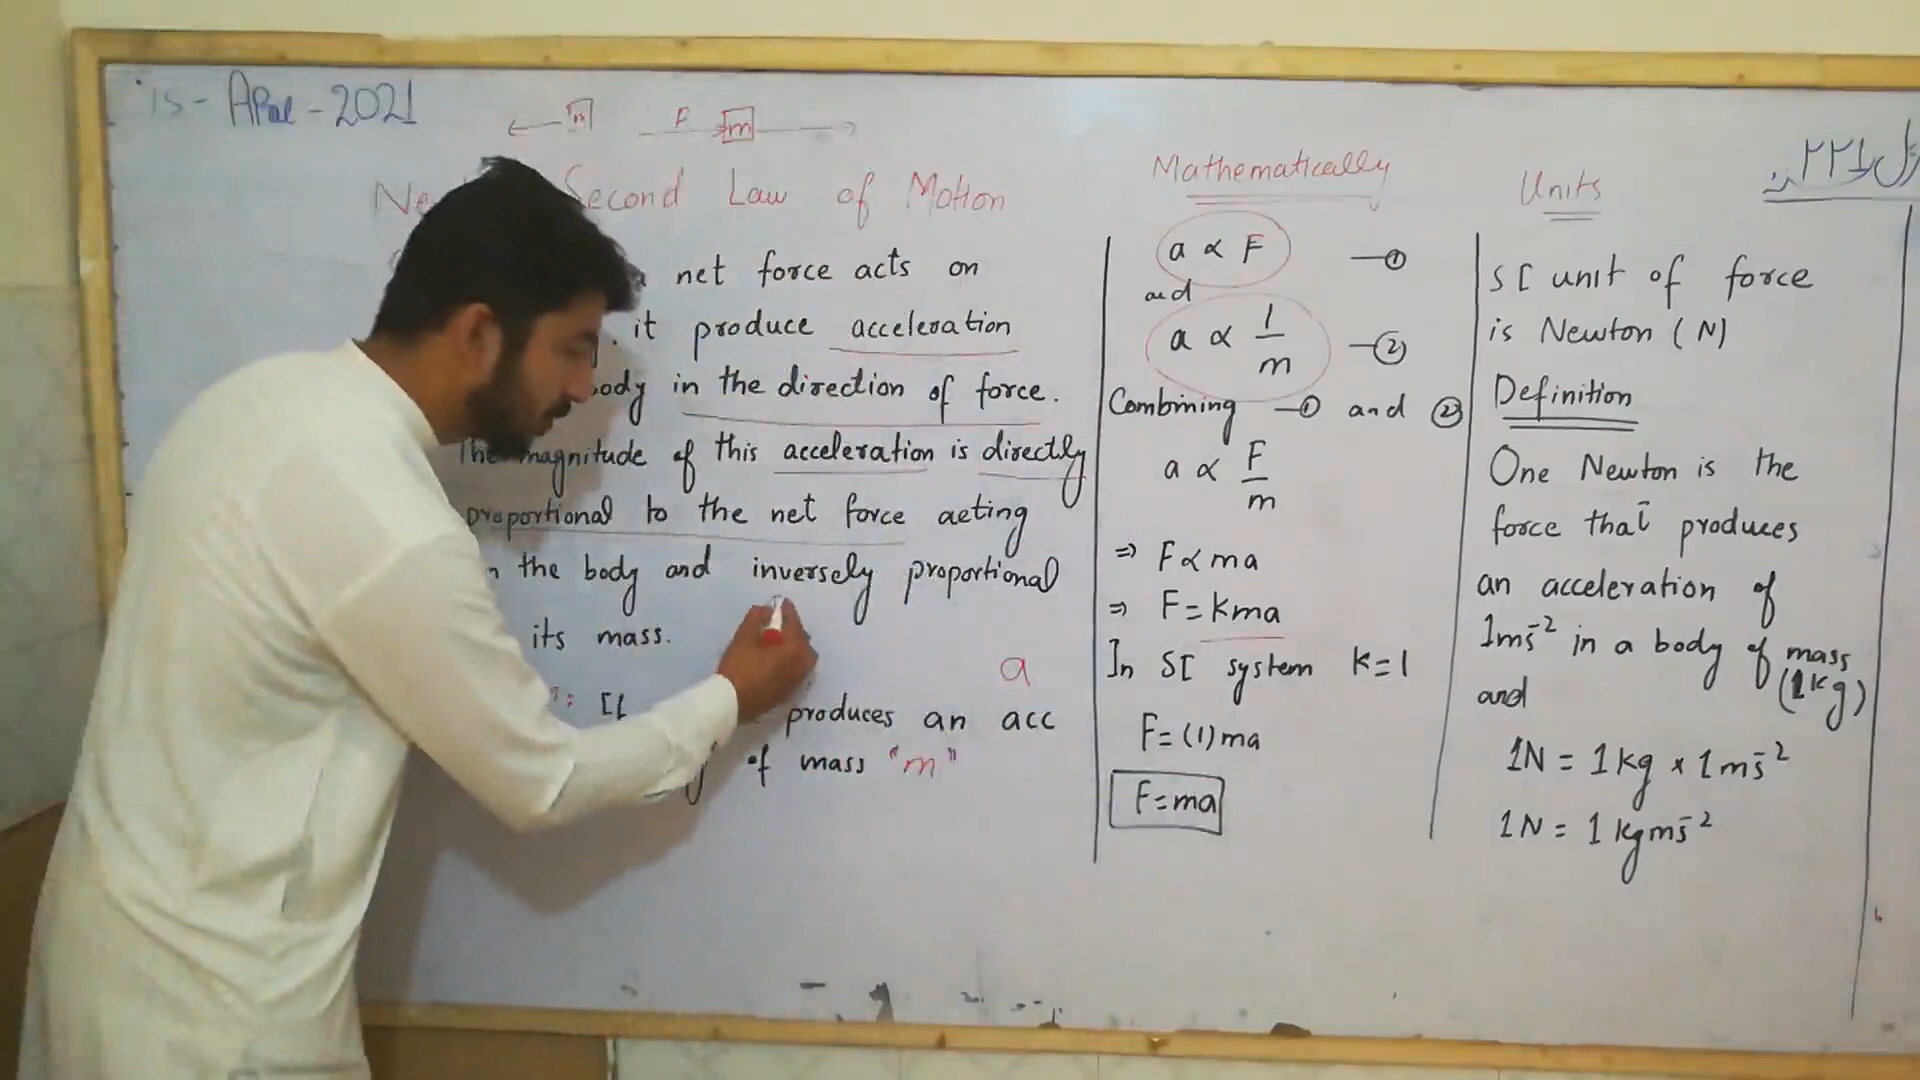 15- April -2021
m F m
Second Law of Motion
net force acts on
it produce acceleration
body in the direction of force.
The magnitude of this acceleration is directly
proportional to the net force aeting
the body and inversely proportional
its mass.
a
If produces an acc
of mass "m"
Mathematically
a ∝ F —①
and
a ∝ 1/m —②
Combining —① and ②
a ∝ F/m
⇒ F ∝ ma
⇒ F = kma
In SI system k=1
F = (1)ma
F=ma
Units
SI unit of force
is Newton (N)
Definition
One Newton is the
force that produces
an acceleration of
1ms⁻² in a body of mass
(1kg)
and
1N = 1kg × 1ms⁻²
1N = 1kgms⁻²